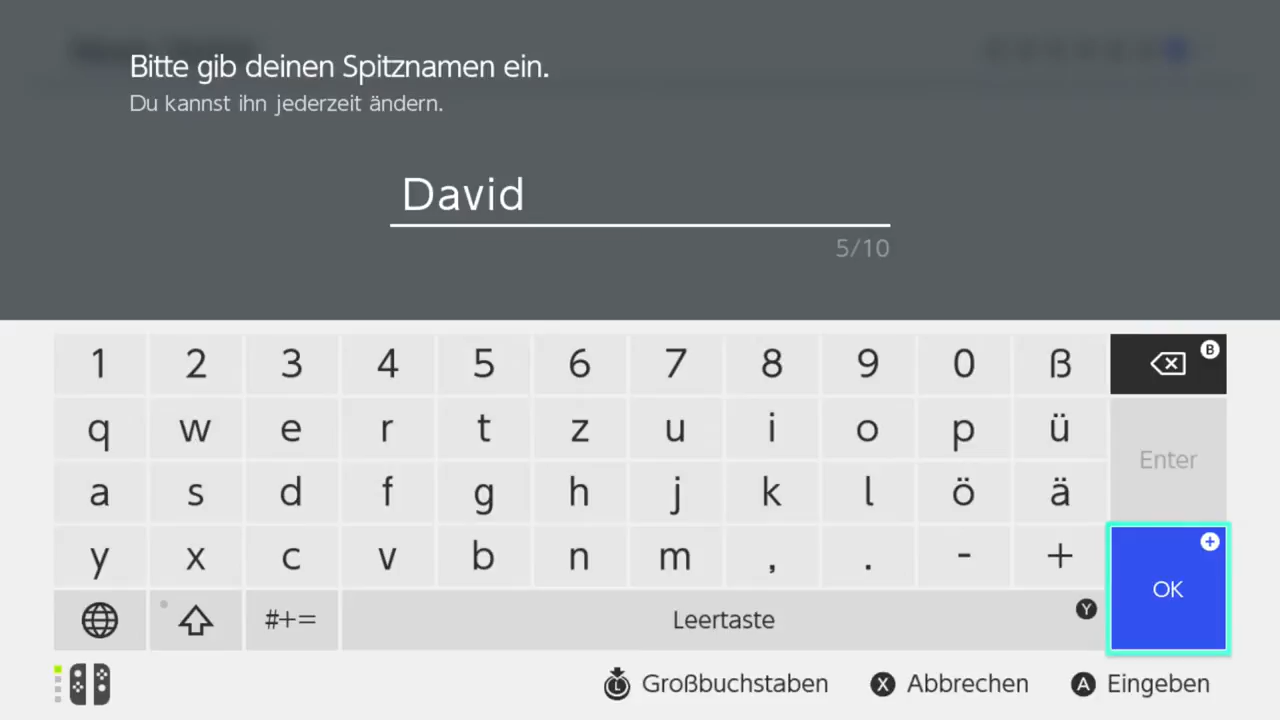 Bitte gib deinen Spitznamen ein.
Du kannst ihn jederzeit ändern.
David
5/10
1 2 3 4 5 6 7 8 9 0 ß B
q w e r t z u i o p ü
Enter
a s d f g h j k l ö ä
y x c v b n m , . - +
OK +
#+= Leertaste Y
L Großbuchstaben X Abbrechen A Eingeben